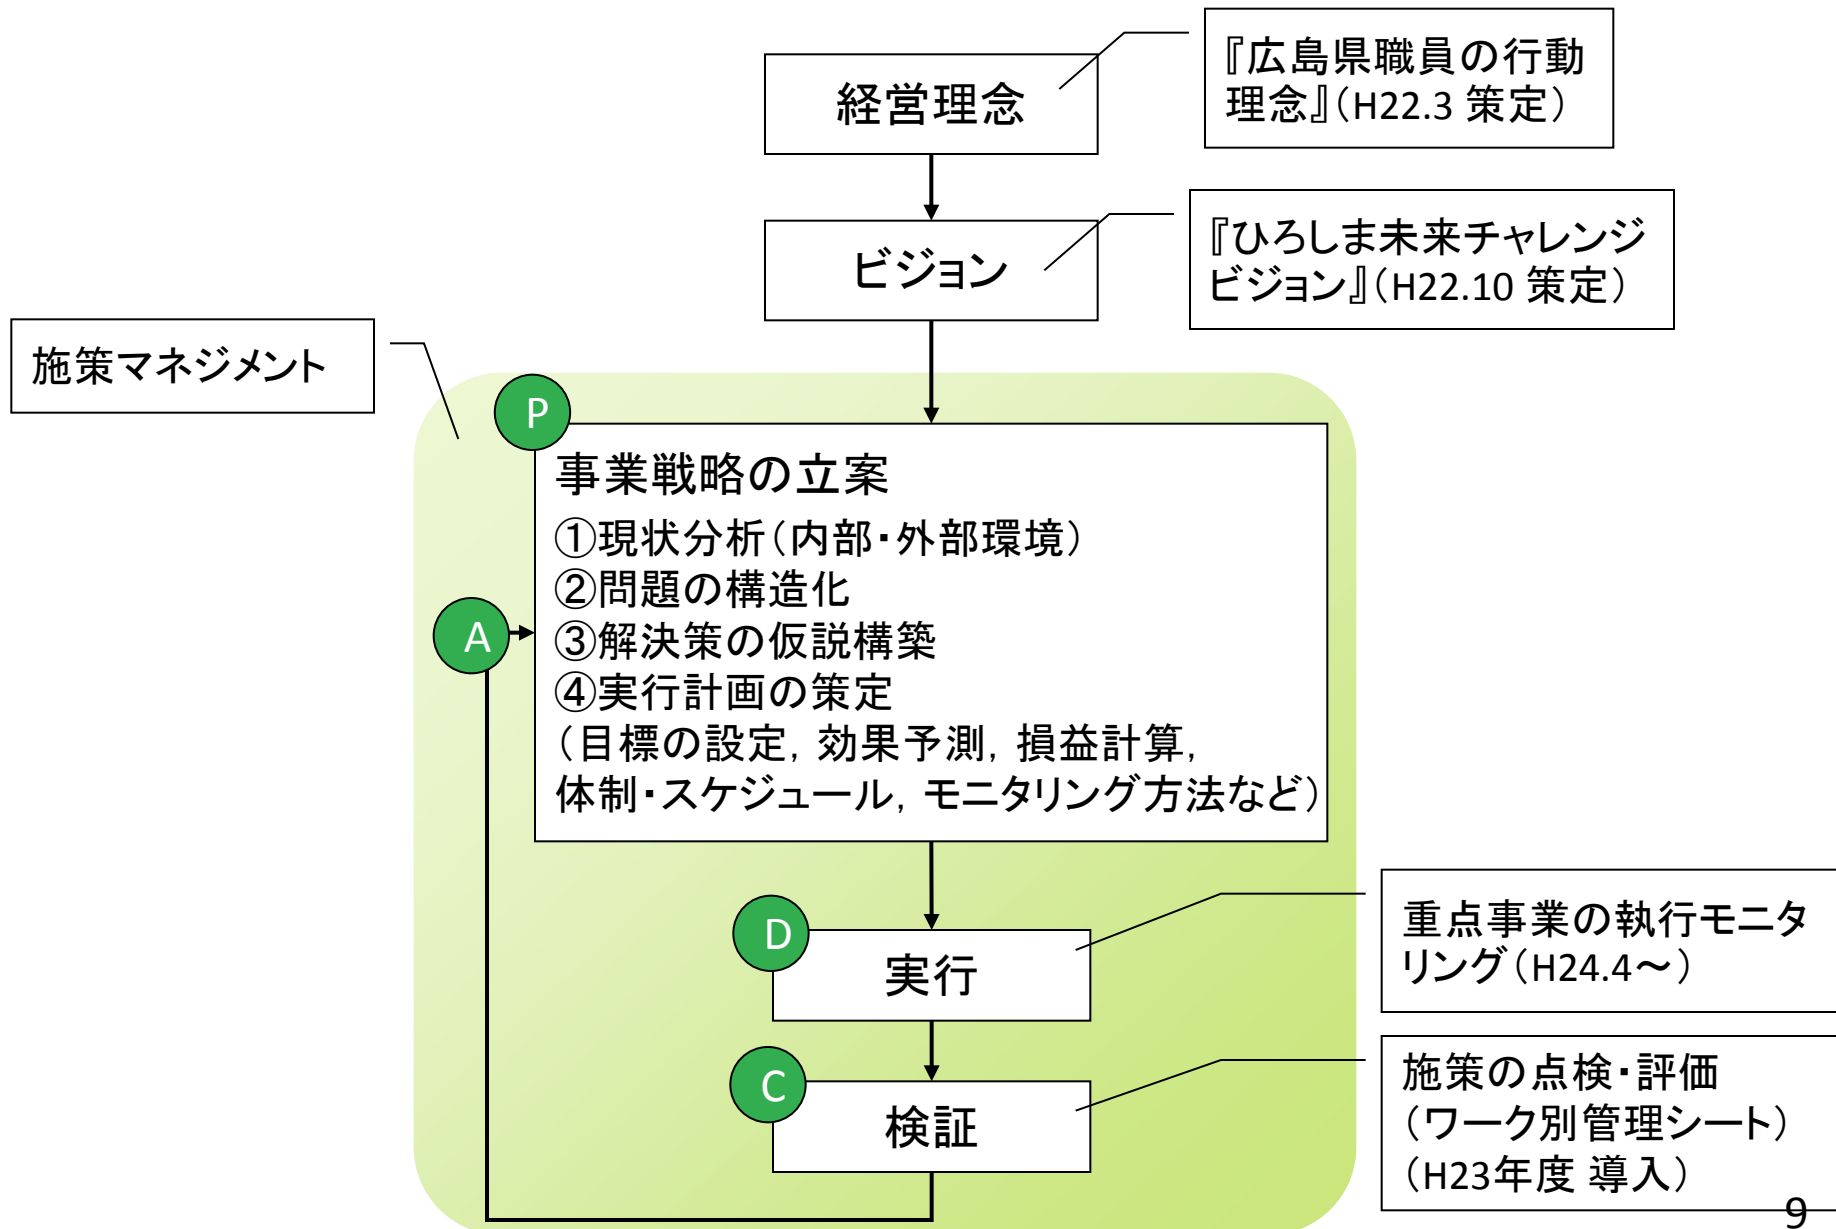 経営理念
『広島県職員の行動
理念』（H22.3 策定）
ビジョン
『ひろしま未来チャレンジ
ビジョン』（H22.10 策定）
施策マネジメント
P
事業戦略の立案
①現状分析（内部・外部環境）
②問題の構造化
③解決策の仮説構築
④実行計画の策定
（目標の設定，効果予測，損益計算，
体制・スケジュール，モニタリング方法など）
A
D
実行
重点事業の執行モニタ
リング（H24.4～）
C
検証
施策の点検・評価
（ワーク別管理シート）
（H23年度 導入）
9